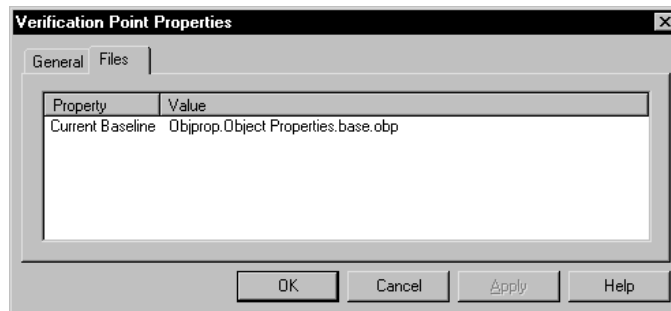 Verification Point Properties
General Files
Property Value
Current Baseline Objprop.Object Properties.base.obp
OK Cancel Apply Help